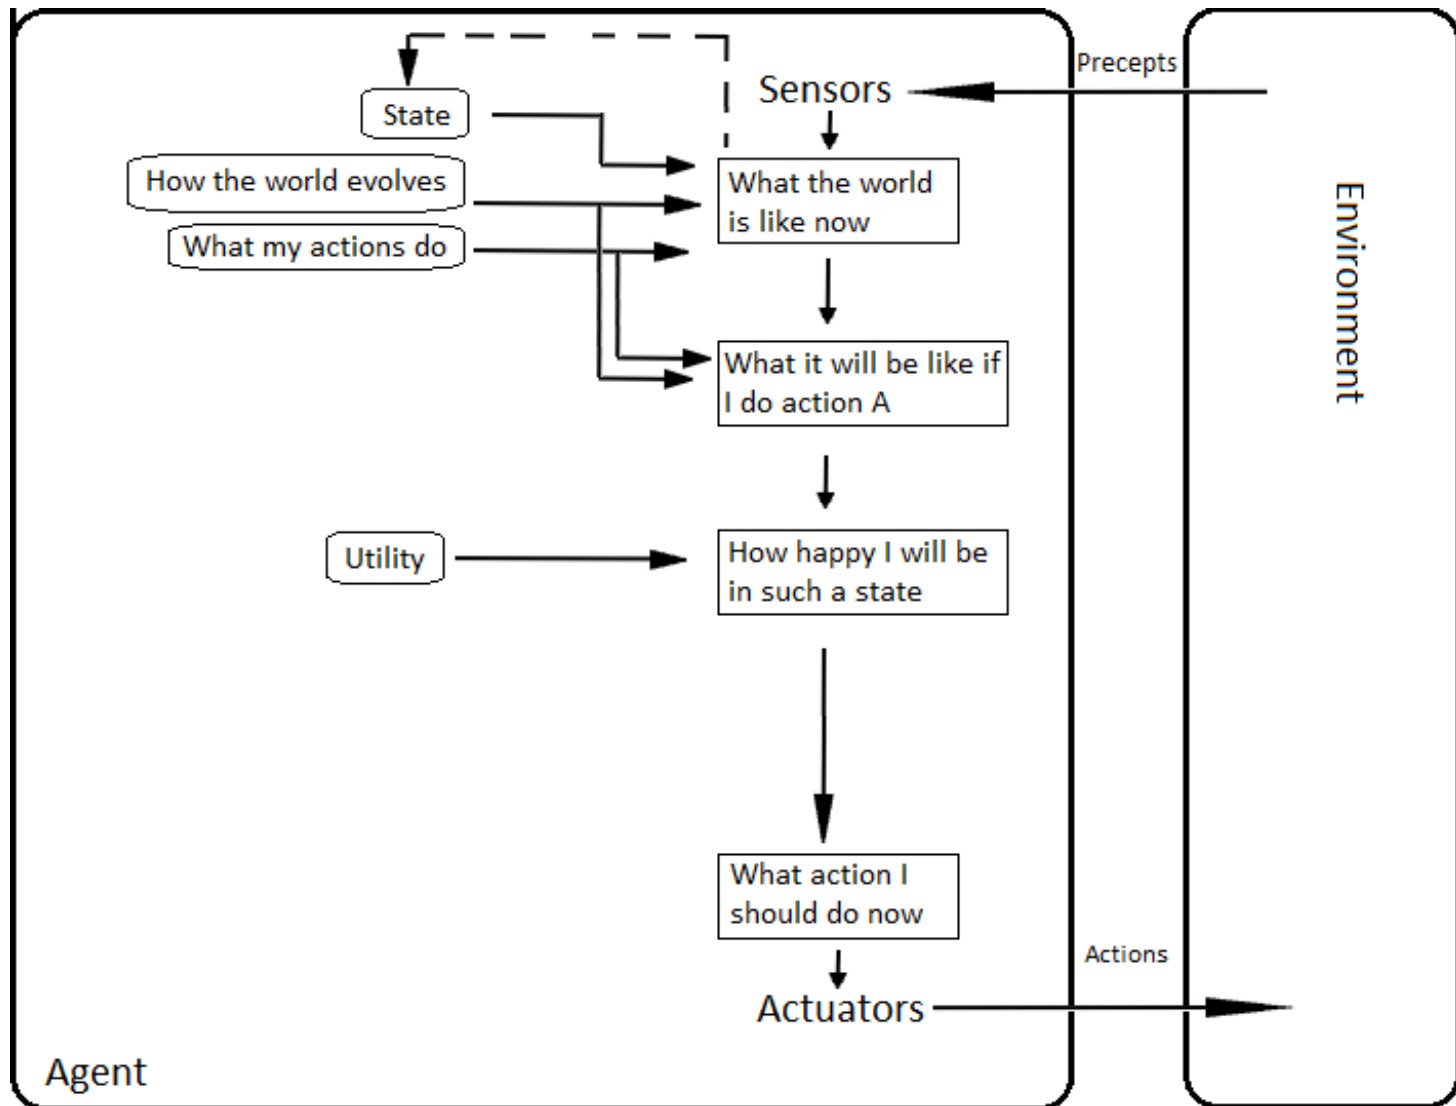 Precepts
Sensors
State
How the world evolves
What the world
is like now
What my actions do
Environment
What it will be like if
I do action A
Utility
How happy I will be
in such a state
What action I
should do now
Actions
Actuators
Agent